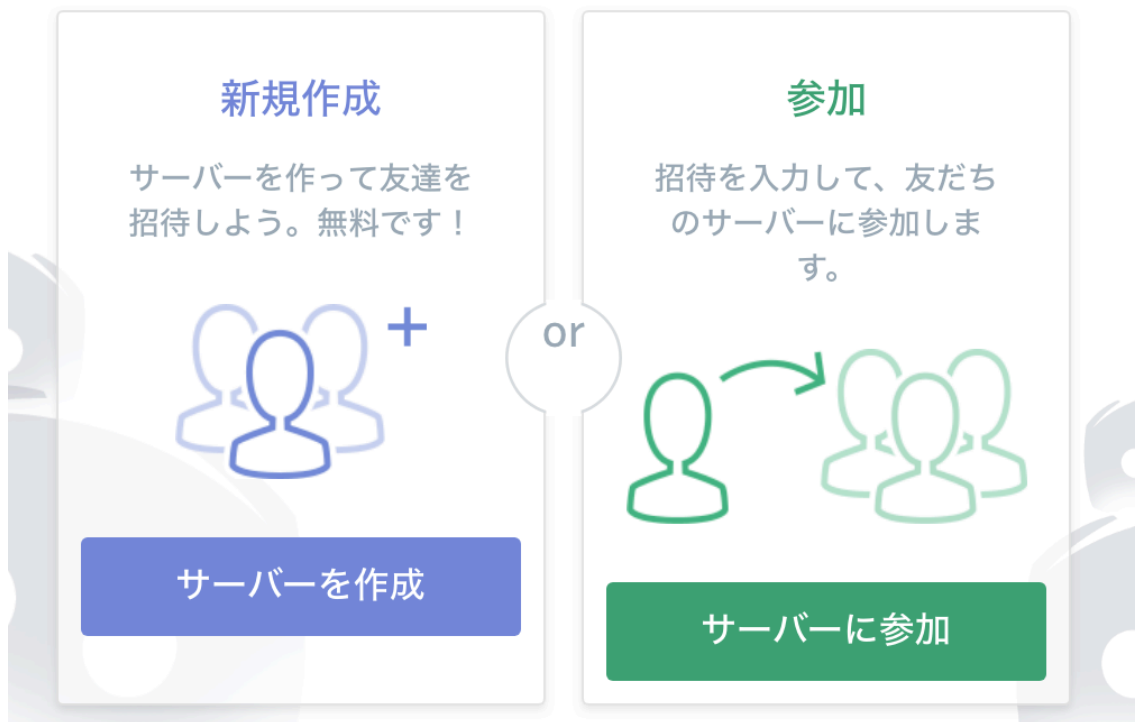 新規作成
サーバーを作って友達を
招待しよう。無料です！
サーバーを作成
or
参加
招待を入力して、友だち
のサーバーに参加しま
す。
サーバーに参加